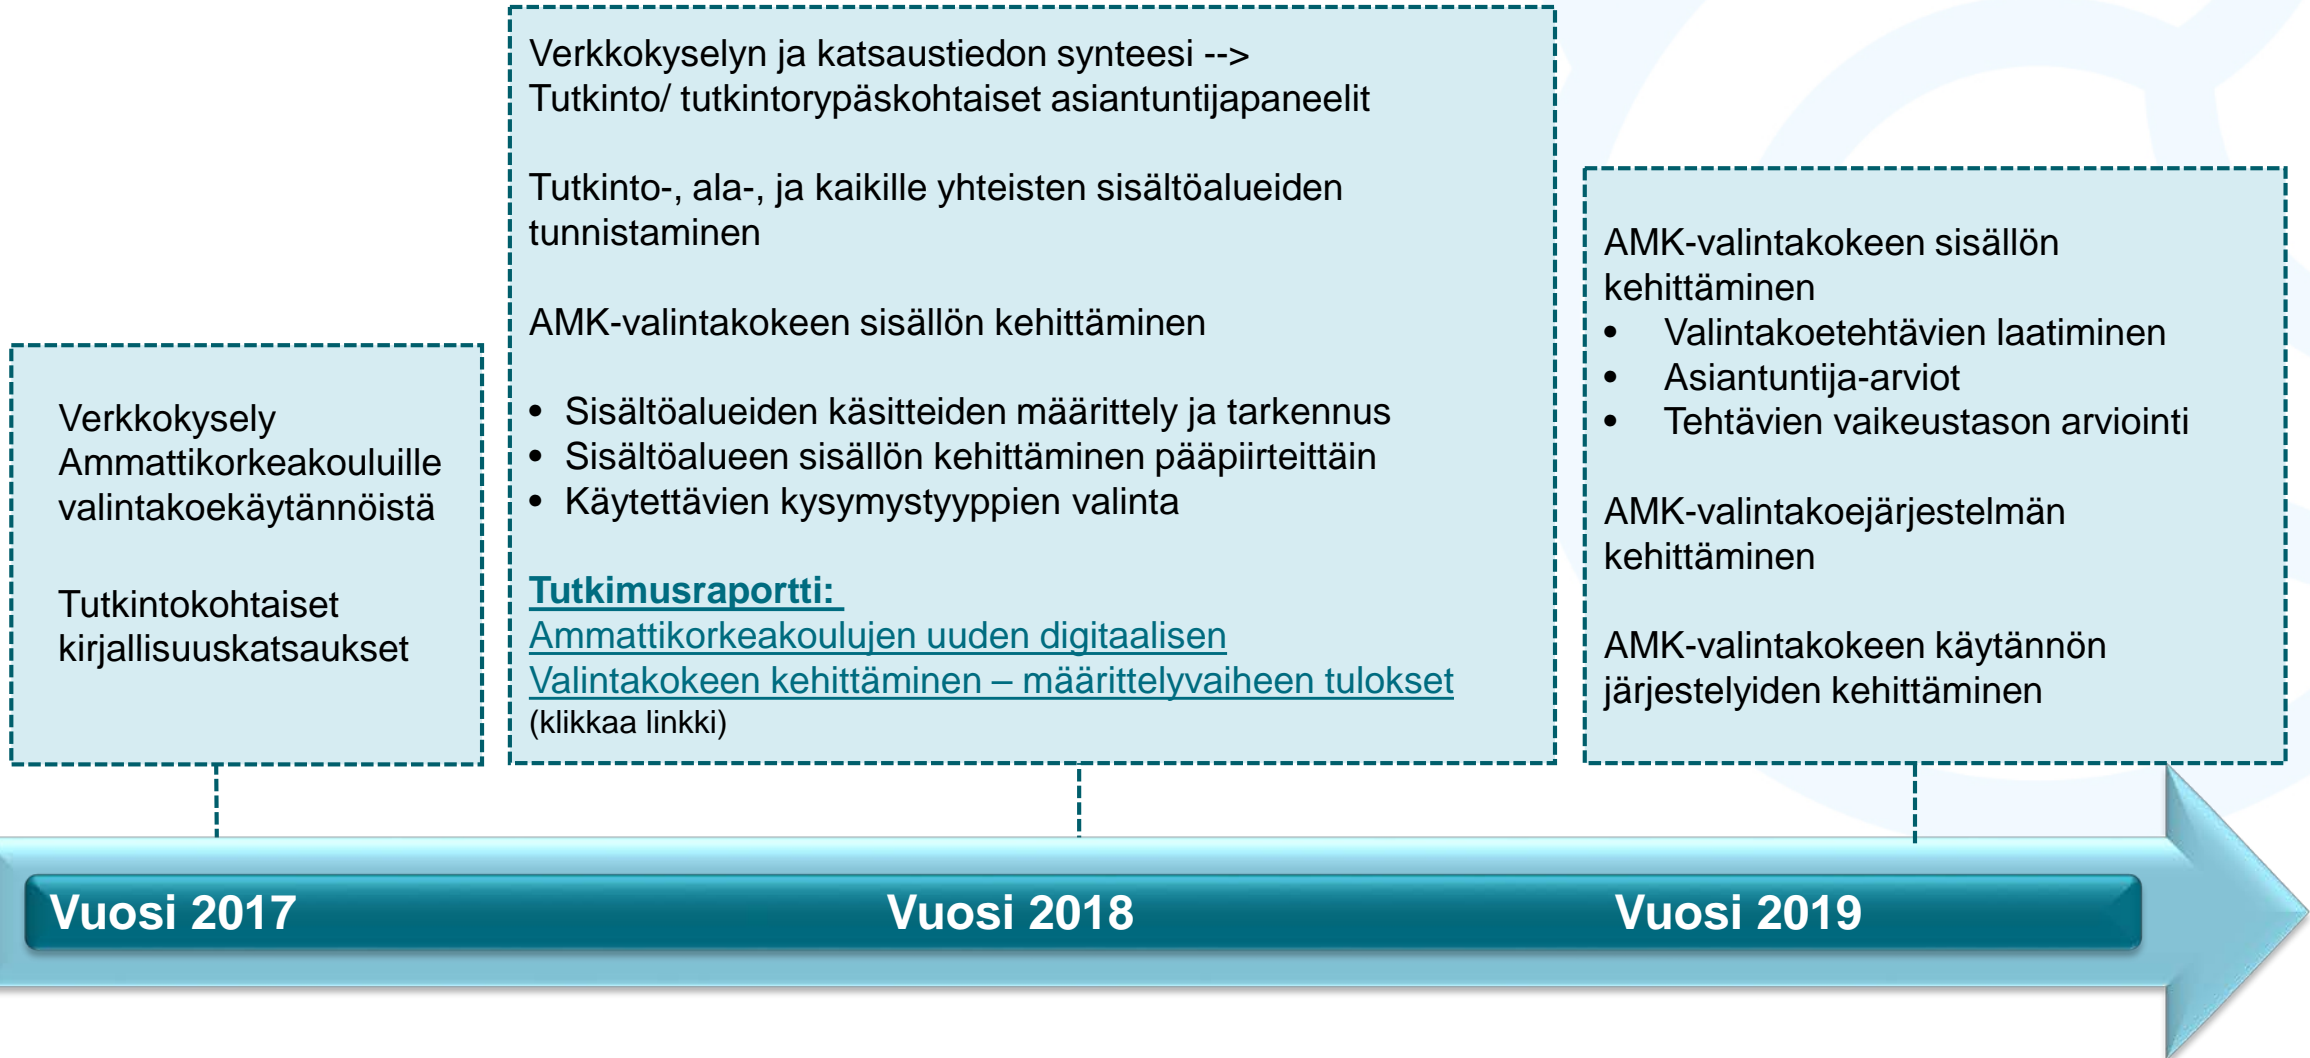 Verkkokysely
Ammattikorkeakouluille
valintakoekäytännöistä
Tutkintokohtaiset
kirjallisuuskatsaukset
Verkkokyselyn ja katsaustiedon synteesi -->
Tutkinto/ tutkintorypäskohtaiset asiantuntijapaneelit
Tutkinto-, ala-, ja kaikille yhteisten sisältöalueiden
tunnistaminen
AMK-valintakokeen sisällön kehittäminen
• Sisältöalueiden käsitteiden määrittely ja tarkennus
• Sisältöalueen sisällön kehittäminen pääpiirteittäin
• Käytettävien kysymystyyppien valinta
Tutkimusraportti:
Ammattikorkeakoulujen uuden digitaalisen
Valintakokeen kehittäminen – määrittelyvaiheen tulokset
(klikkaa linkki)
AMK-valintakokeen sisällön
kehittäminen
• Valintakoetehtävien laatiminen
• Asiantuntija-arviot
• Tehtävien vaikeustason arviointi
AMK-valintakoejärjestelmän
kehittäminen
AMK-valintakokeen käytännön
järjestelyiden kehittäminen
Vuosi 2017
Vuosi 2018
Vuosi 2019